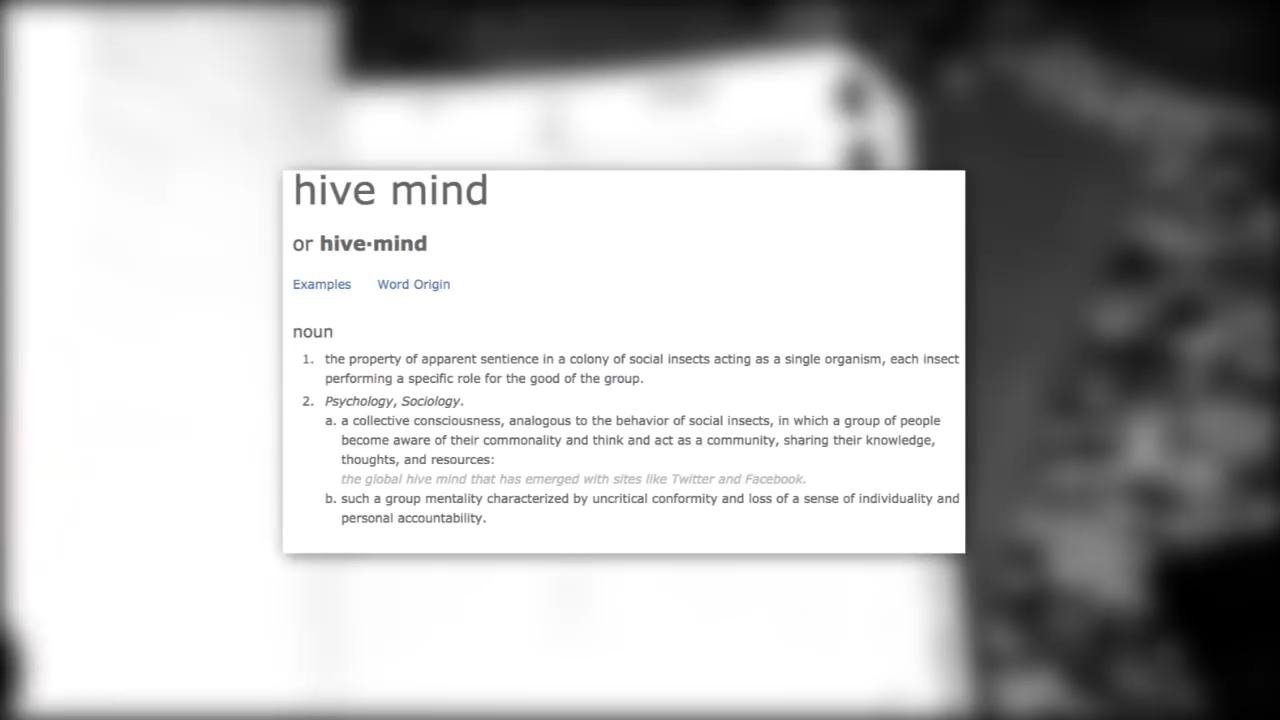 hive mind
or hive·mind
Examples Word Origin
noun
1. the property of apparent sentience in a colony of social insects acting as a single organism, each insect
performing a specific role for the good of the group.
2. Psychology, Sociology.
a. a collective consciousness, analogous to the behavior of social insects, in which a group of people
become aware of their commonality and think and act as a community, sharing their knowledge,
thoughts, and resources:
the global hive mind that has emerged with sites like Twitter and Facebook.
b. such a group mentality characterized by uncritical conformity and loss of a sense of individuality and
personal accountability.